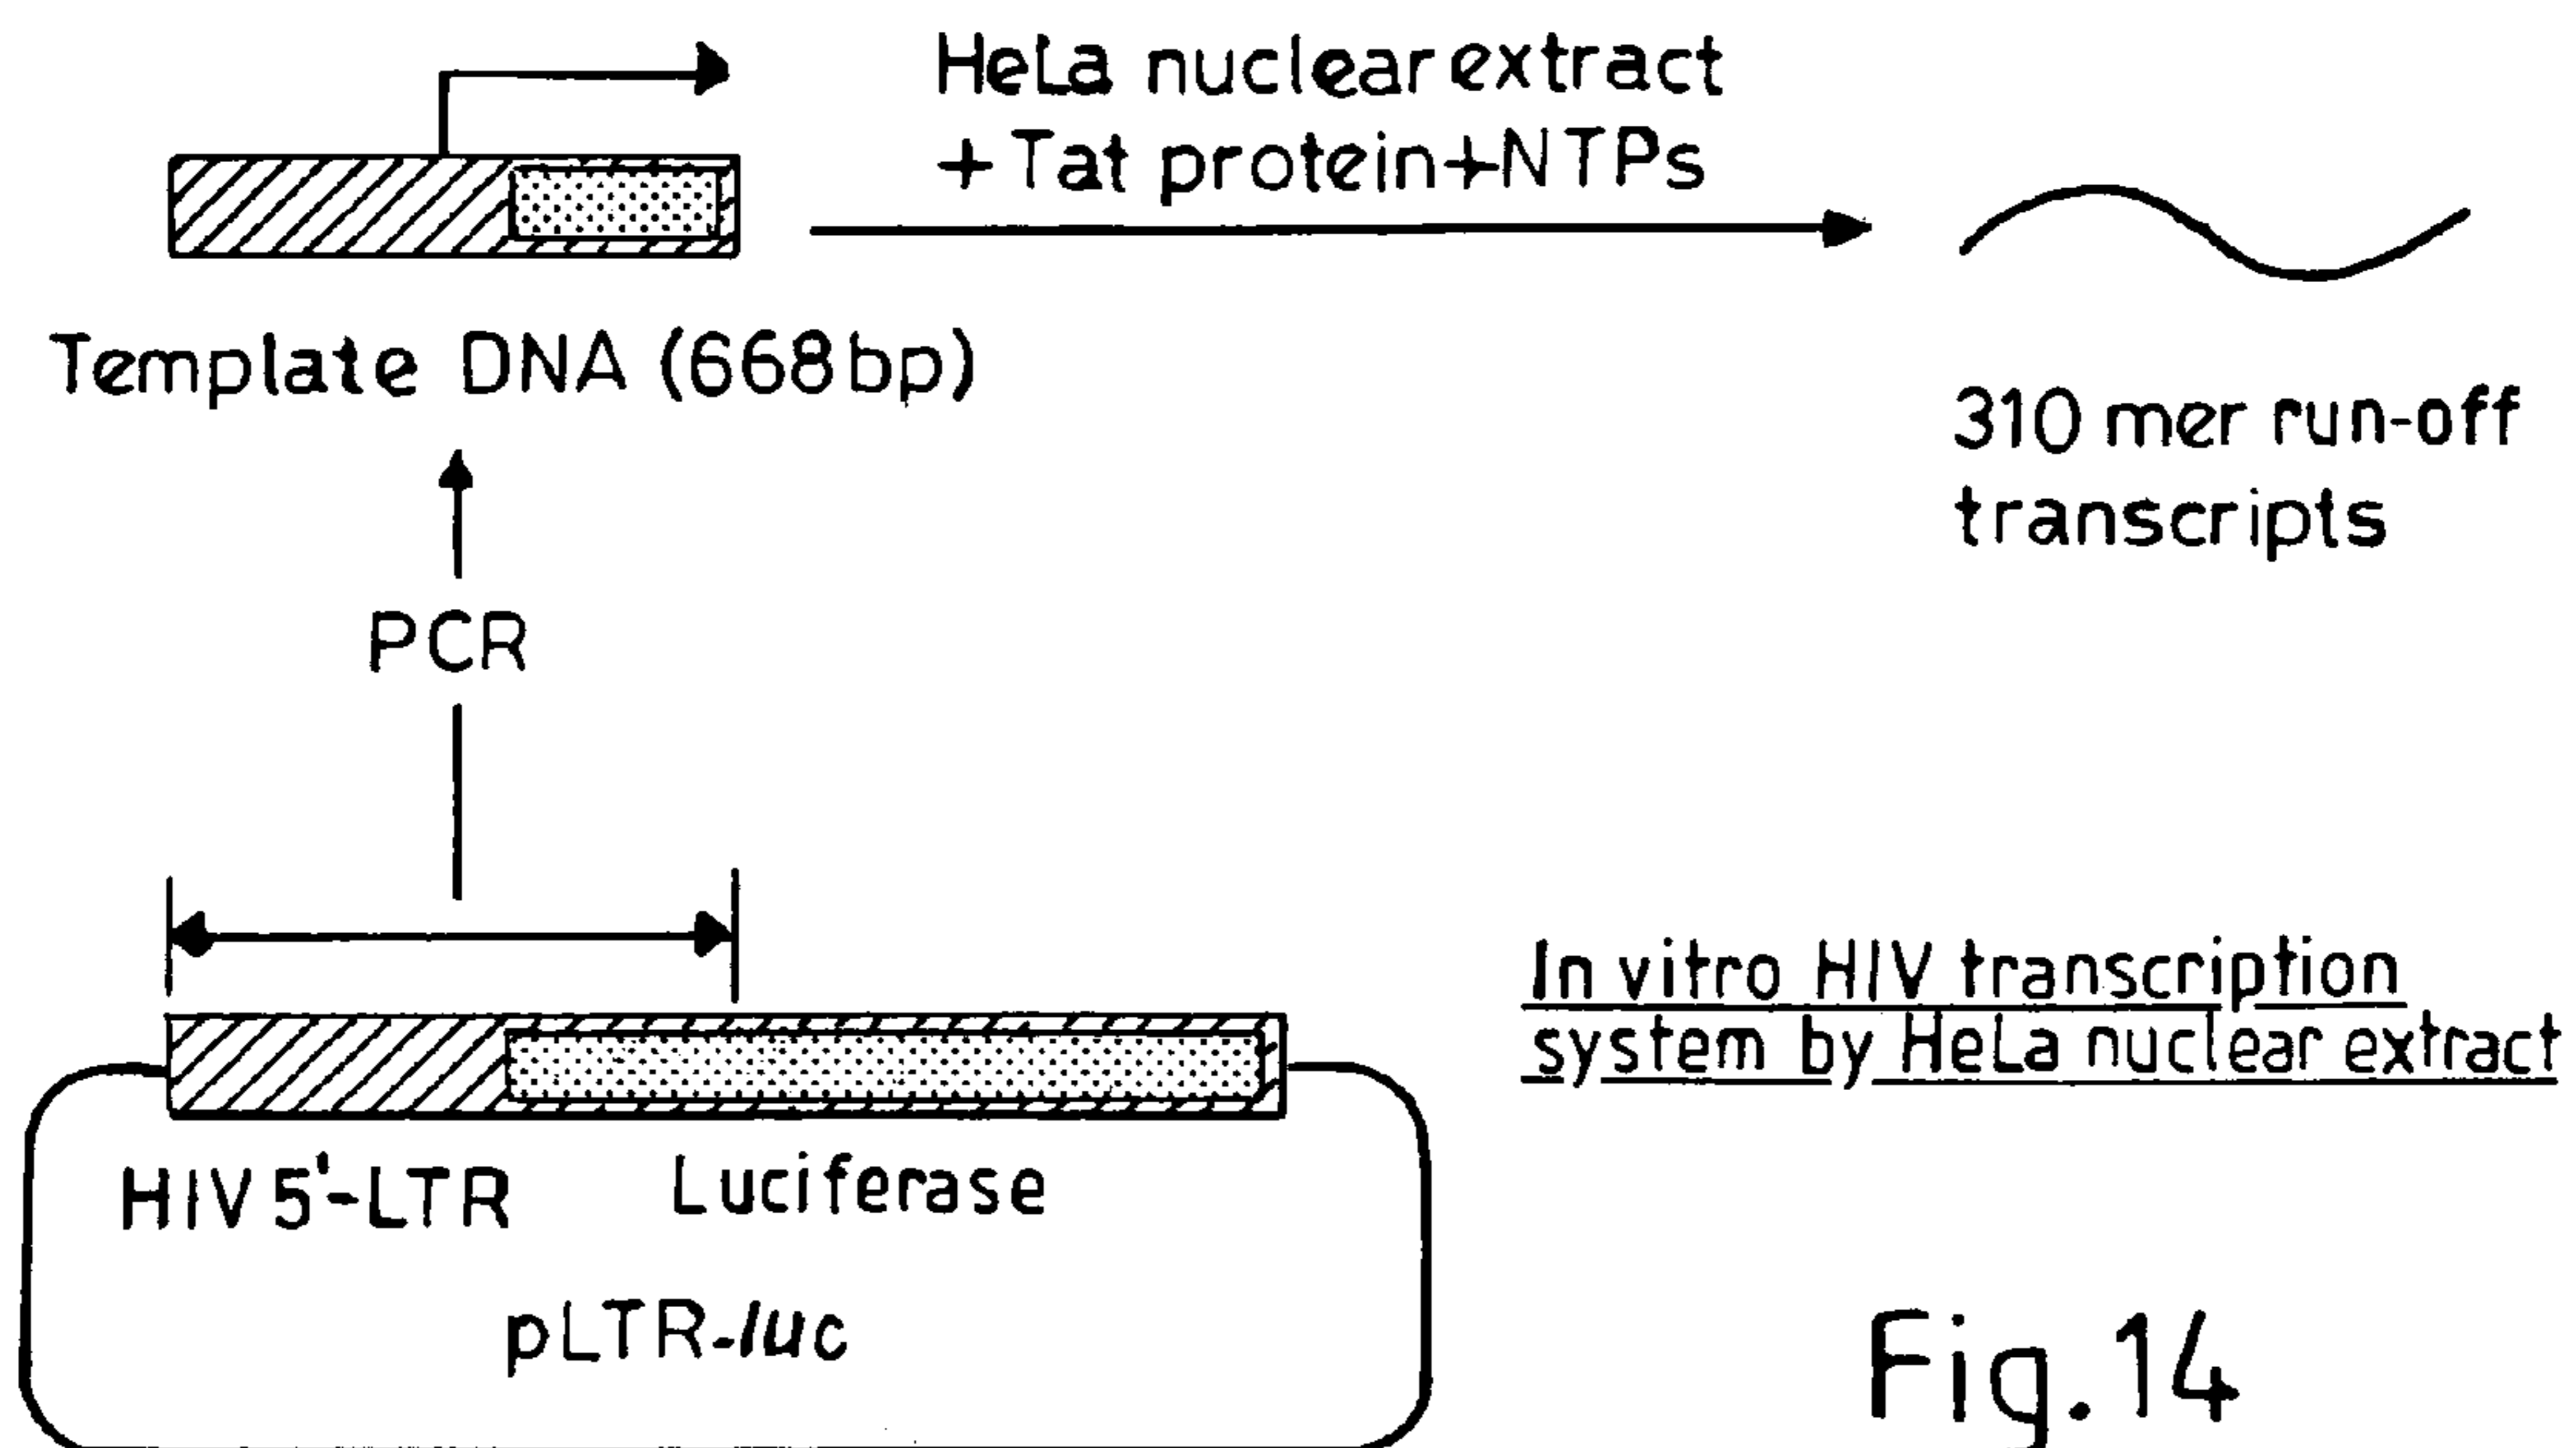 HeLa nuclear extract
+ Tat protein+NTPs
Template DNA (668bp)
310 mer run-off
transcripts
PCR
In vitro HIV transcription
system by HeLa nuclear extract
HIV 5'-LTR
Luciferase
pLTR-luc
Fig.14